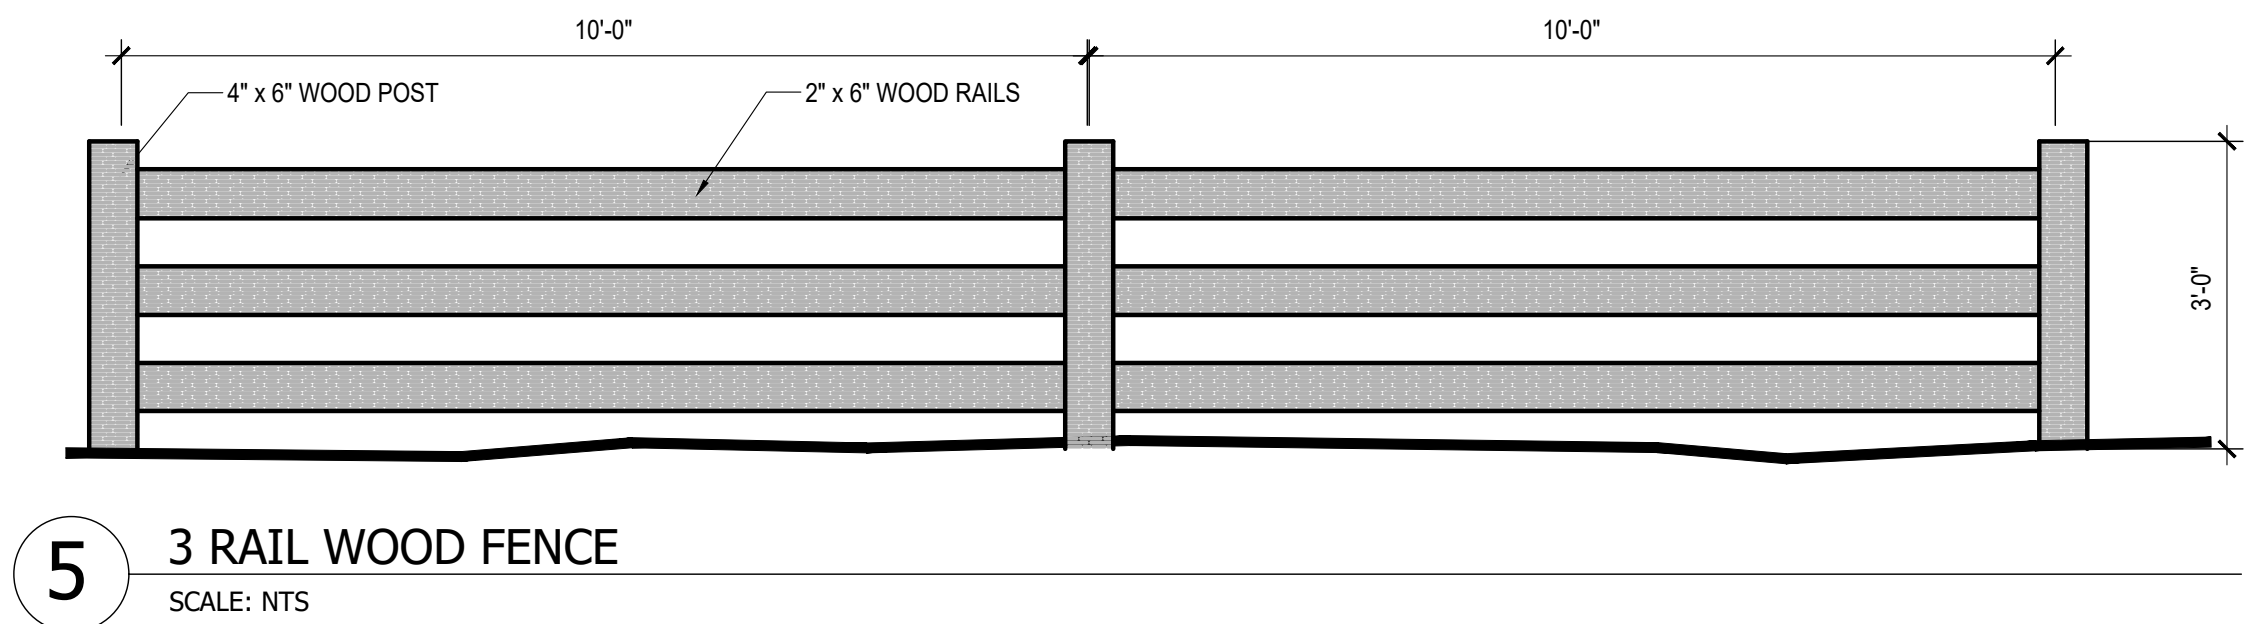 10'-0" 10'-0"
4" x 6" WOOD POST 2" x 6" WOOD RAILS
3'-0"
5 3 RAIL WOOD FENCE
SCALE: NTS